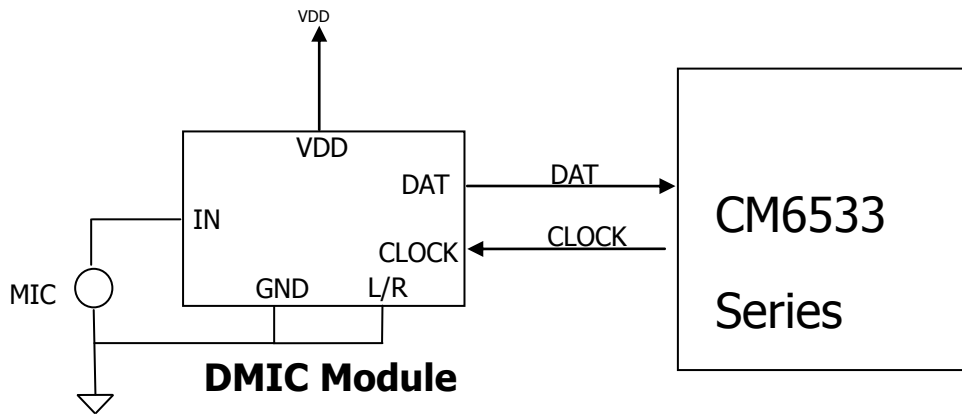 VDD
VDD
DAT
DAT
IN
CLOCK
CLOCK
MIC
GND
L/R
DMIC Module
CM6533
Series